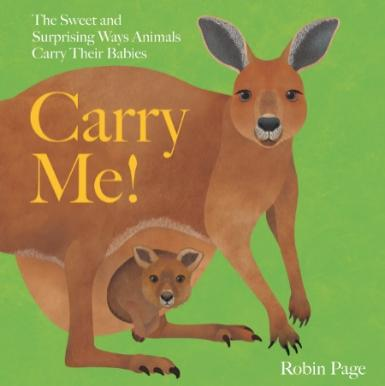 The Sweet and
Surprising Ways Animals
Carry Their Babies
Carry
Me!
Robin Page